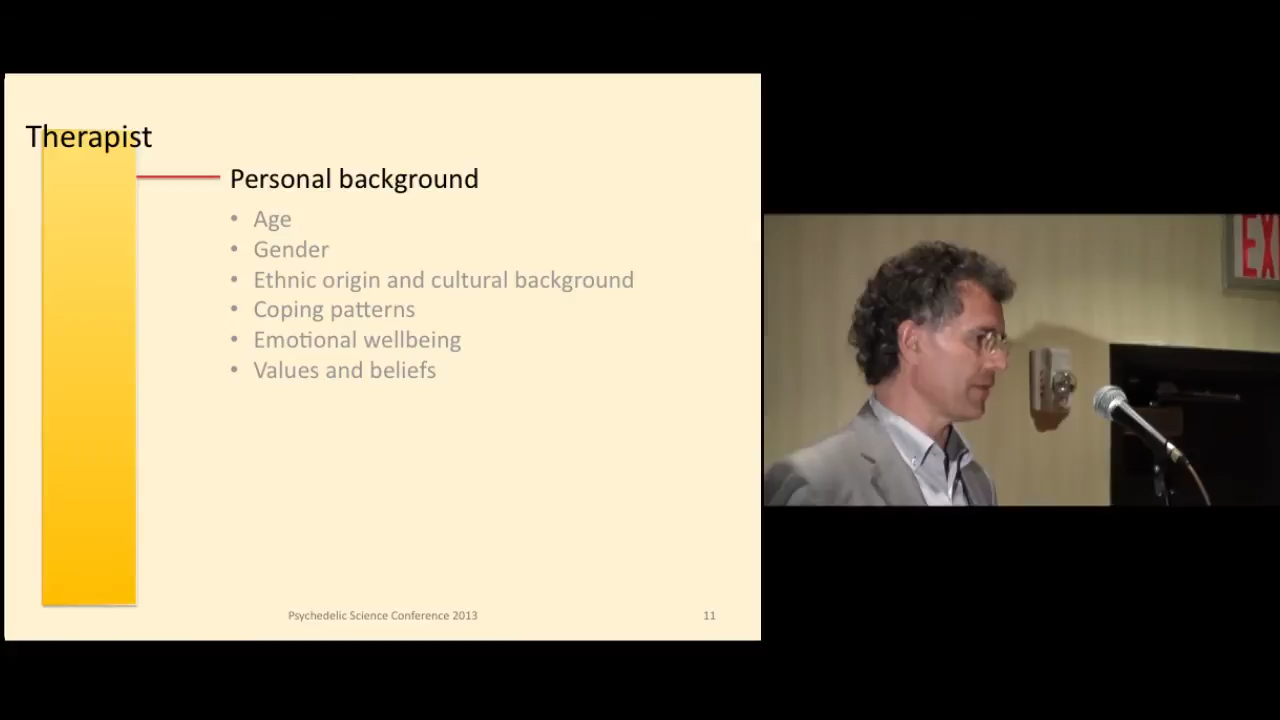 Therapist
Personal background
• Age
• Gender
• Ethnic origin and cultural background
• Coping patterns
• Emotional wellbeing
• Values and beliefs
Psychedelic Science Conference 2013
11
EX